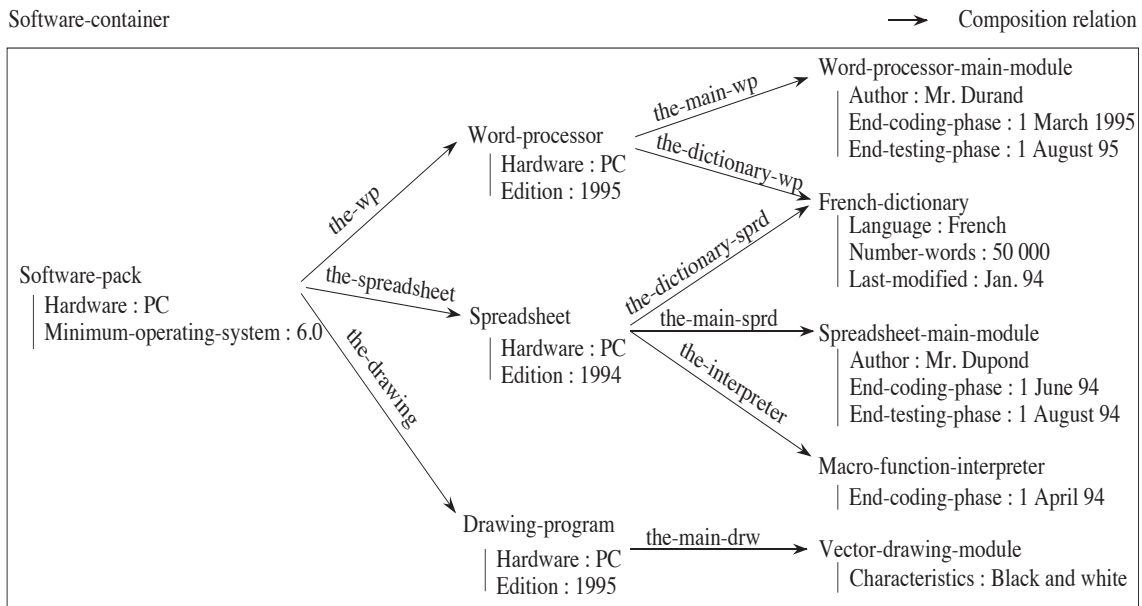 Software-container
Composition relation
Word-processor-main-module
Author : Mr. Durand
End-coding-phase : 1 March 1995
End-testing-phase : 1 August 95
the-main-wp
Word-processor
Hardware : PC
Edition : 1995
the-dictionary-wp
French-dictionary
Language : French
Number-words : 50 000
Last-modified : Jan. 94
the-wp
the-dictionary-sprd
Software-pack
Hardware : PC
Minimum-operating-system : 6.0
the-spreadsheet
Spreadsheet
Hardware : PC
Edition : 1994
the-main-sprd
Spreadsheet-main-module
Author : Mr. Dupond
End-coding-phase : 1 June 94
End-testing-phase : 1 August 94
the-interpreter
the-drawing
Macro-function-interpreter
End-coding-phase : 1 April 94
Drawing-program
Hardware : PC
Edition : 1995
the-main-drw
Vector-drawing-module
Characteristics : Black and white